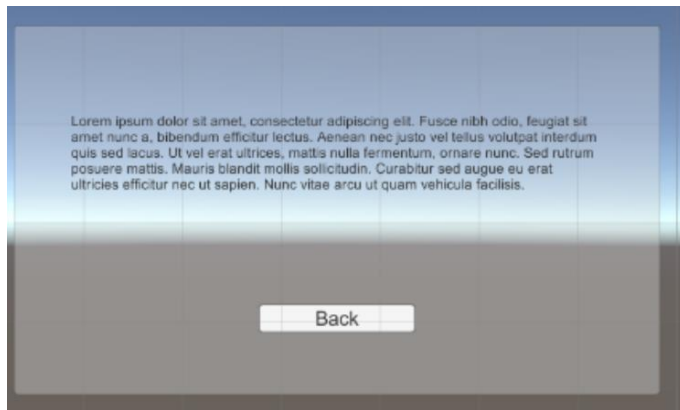 Lorem ipsum dolor sit amet, consectetur adipiscing elit. Fusce nibh odio, feugiat sit
amet nunc a, bibendum efficitur lectus. Aenean nec justo vel tellus volutpat interdum
quis sed lacus. Ut vel erat ultrices, mattis nulla fermentum, ornare nunc. Sed rutrum
posuere mattis. Mauris blandit mollis sollicitudin. Curabitur sed augue eu erat
ultricies efficitur nec ut sapien. Nunc vitae arcu ut quam vehicula facilisis.
Back